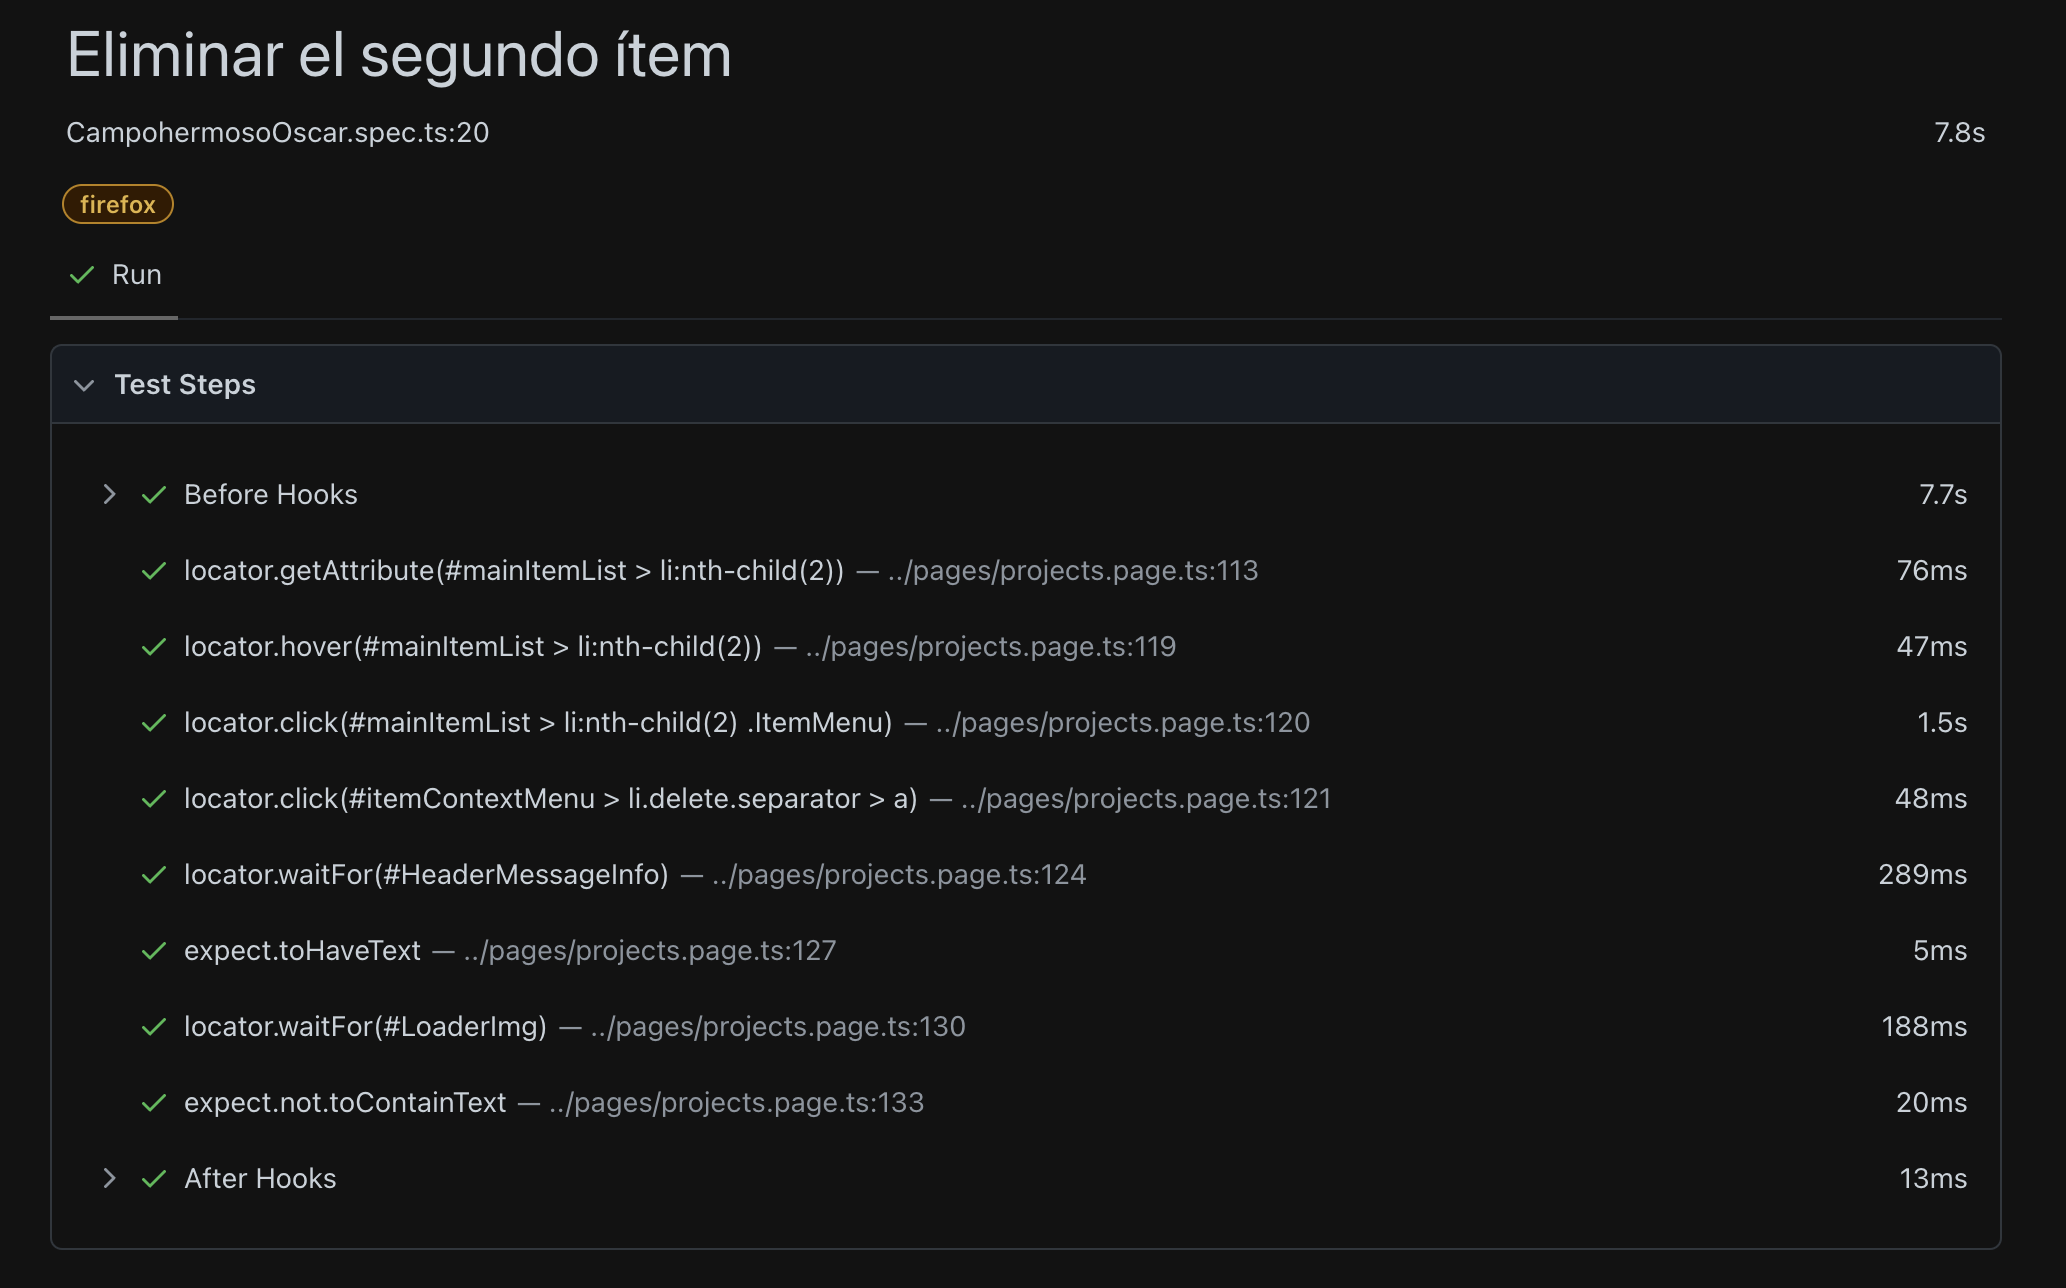 Eliminar el segundo ítem
CampohermosoOscar.spec.ts:20 7.8s
firefox
Run
Test Steps
Before Hooks 7.7s
locator.getAttribute(#mainItemList > li:nth-child(2)) — ../pages/projects.page.ts:113 76ms
locator.hover(#mainItemList > li:nth-child(2)) — ../pages/projects.page.ts:119 47ms
locator.click(#mainItemList > li:nth-child(2) .ItemMenu) — ../pages/projects.page.ts:120 1.5s
locator.click(#itemContextMenu > li.delete.separator > a) — ../pages/projects.page.ts:121 48ms
locator.waitFor(#HeaderMessageInfo) — ../pages/projects.page.ts:124 289ms
expect.toHaveText — ../pages/projects.page.ts:127 5ms
locator.waitFor(#LoaderImg) — ../pages/projects.page.ts:130 188ms
expect.not.toContainText — ../pages/projects.page.ts:133 20ms
After Hooks 13ms